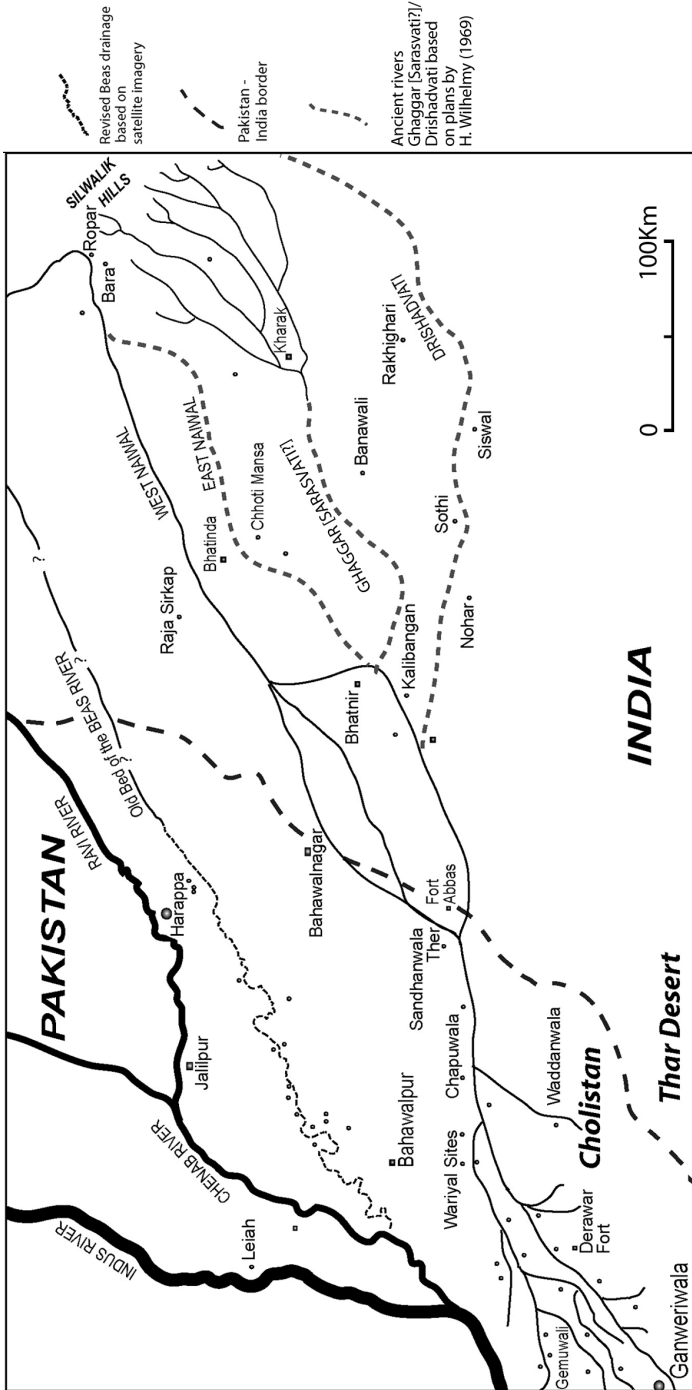 PAKISTAN
INDIA
INDUS RIVER
CHENAB RIVER
RAVI RIVER
Old Bed of the BEAS RIVER
?
?
?
Leiah
Jalilpur
Harappa
Bahawalpur
Bahawalnagar
Raja Sirkap
WEST NAIWAL
EAST NAIWAL
Bhatinda
Chhoti Mansa
GHAGGAR [SARASVATI?]
Ropar
Bara
SILWALIK
HILLS
Kharak
Banawali
Rakhighari
DRISHADVATI
Siswal
Sothi
Nohar
Kalibangan
Bhatnir
Fort
Abbas
Sandhanwala
Ther
Chapuwala
Wariyal Sites
Waddanwala
Cholistan
Thar Desert
Derawar
Fort
Gemuwali
Ganweriwala
0
100Km
Revised Beas drainage
based on
satellite imagery
Pakistan -
India border
Ancient rivers
Ghaggar [Sarasvati?]/
Drishadvati based
on plans by
H. Wilhelmy (1969)